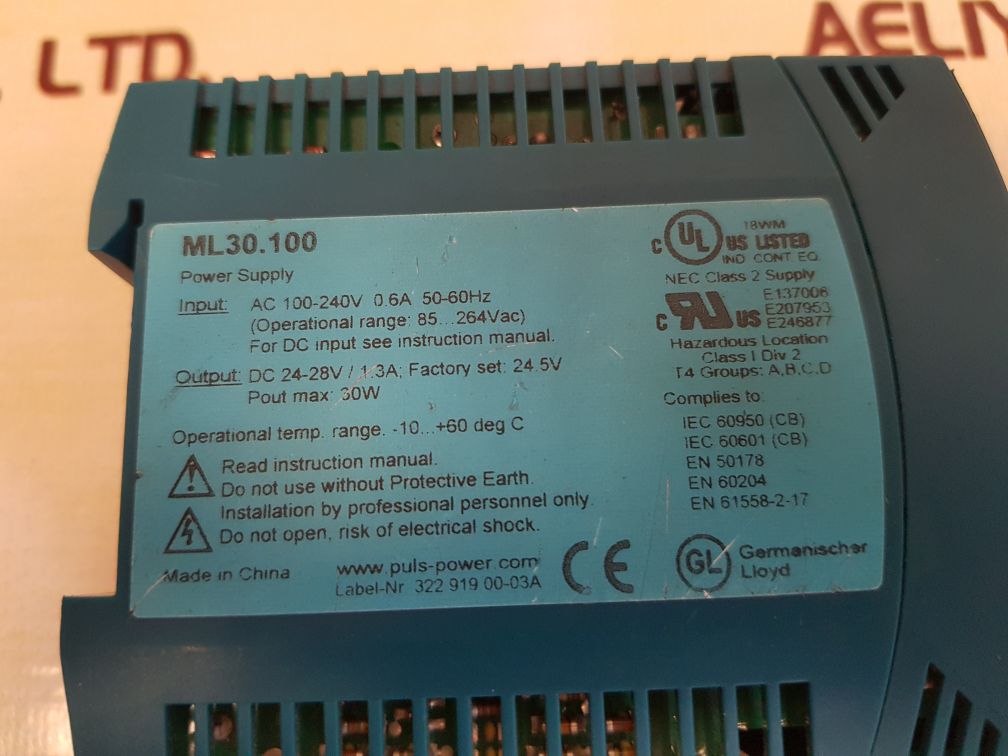 LTD.
AELIY
ML30.100
Power Supply
Input: AC 100-240V 0.6A 50-60Hz
(Operational range: 85...264Vac)
For DC input see instruction manual.
Output: DC 24-28V / 1.3A; Factory set: 24.5V
Pout max: 30W
Operational temp. range. -10...+60 deg C
Read instruction manual.
Do not use without Protective Earth.
Installation by professional personnel only.
Do not open, risk of electrical shock.
Made in China
www.puls-power.com
Label-Nr 322 919 00-03A
CE
C UL US LISTED
18WM
IND CONT. EQ.
NEC Class 2 Supply
C RU US
E137006
E207953
E246877
Hazardous Location
Class I Div 2
T4 Groups: A,B,C,D
Complies to:
IEC 60950 (CB)
IEC 60601 (CB)
EN 50178
EN 60204
EN 61558-2-17
GL Germanischer
Lloyd